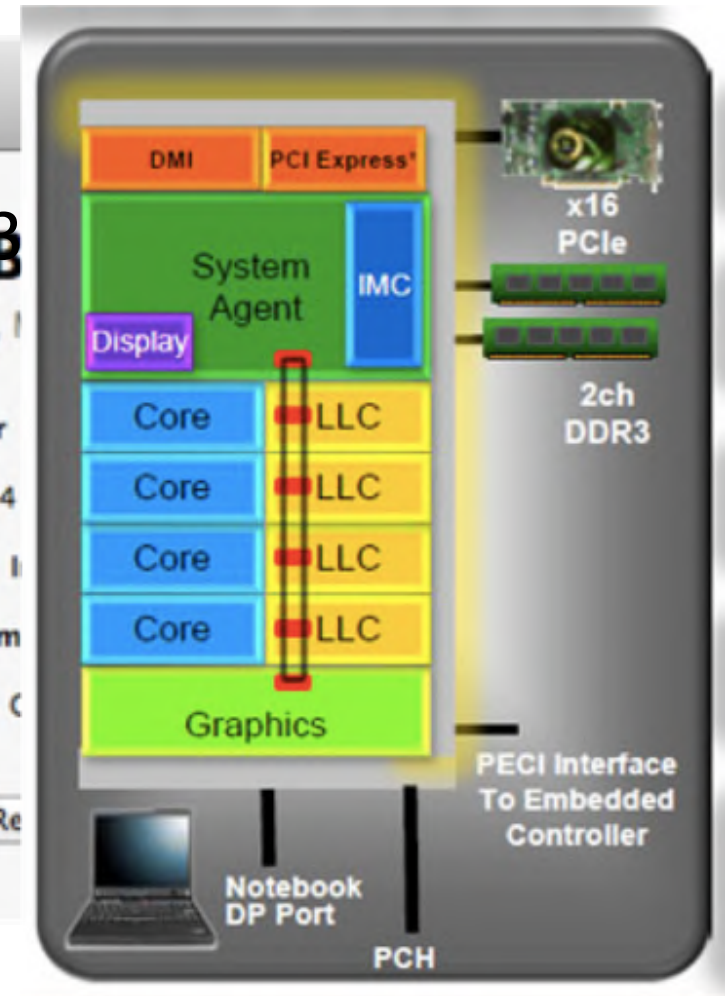 DMI
PCI Express*
System
Agent
IMC
Display
Core
LLC
Core
LLC
Core
LLC
Core
LLC
Graphics
x16
PCIe
2ch
DDR3
PECI Interface
To Embedded
Controller
Notebook
DP Port
PCH